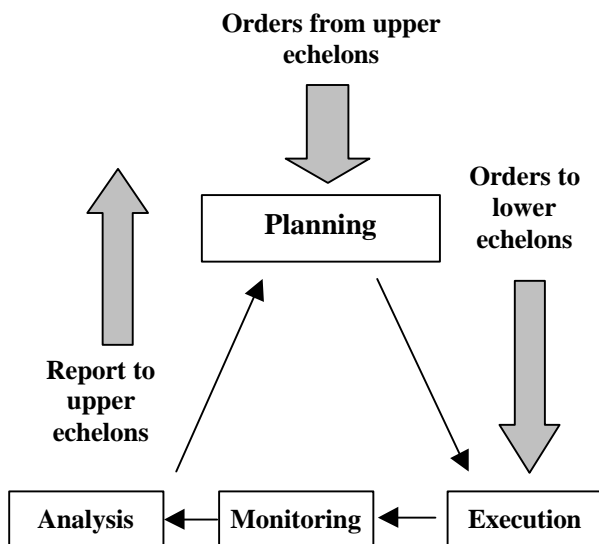 Orders from upper
echelons
Orders to
lower
echelons
Planning
Report to
upper
echelons
Analysis
Monitoring
Execution